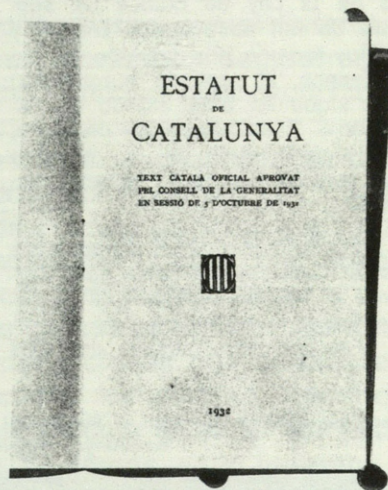 ESTATUT
DE
CATALUNYA
TEXT CATALÀ OFICIAL APROVAT
PEL CONSELL DE LA GENERALITAT
EN SESSIÓ DE 5 D'OCTUBRE DE 1932
1932